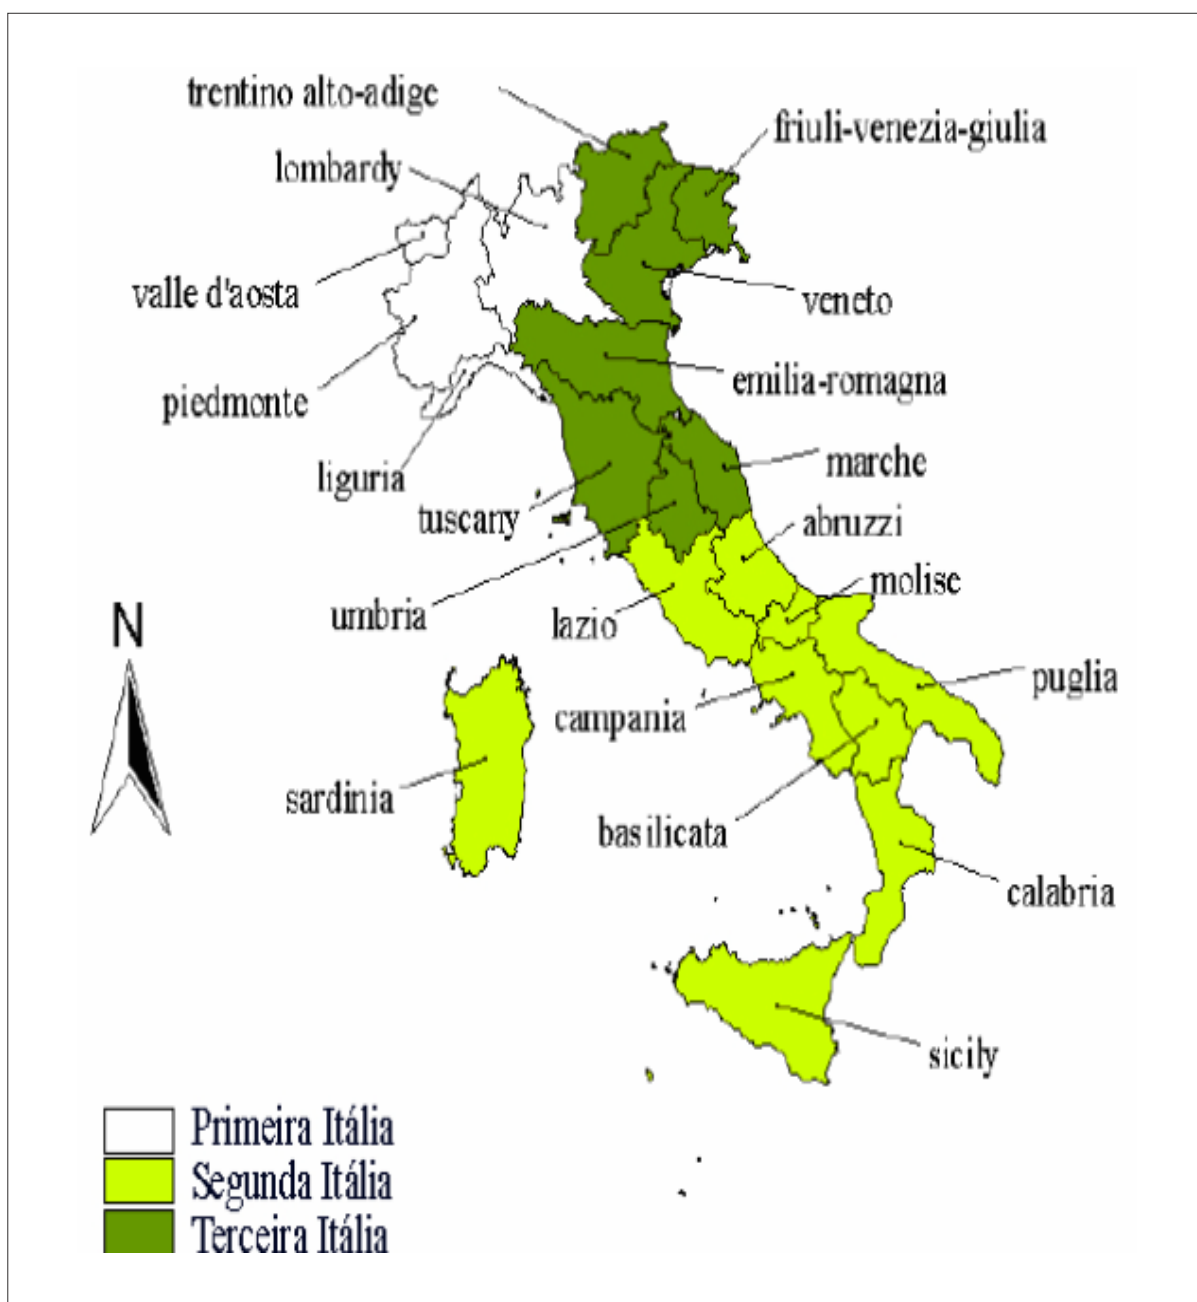 trentino alto-adige
friuli-venezia-giulia
lombardy
valle d'aosta
veneto
piedmonte
emilia-romagna
liguria
marche
tuscany
abruzzi
molise
umbria
lazio
N
puglia
campania
sardinia
basilicata
calabria
sicily
Primeira Itália
Segunda Itália
Terceira Itália